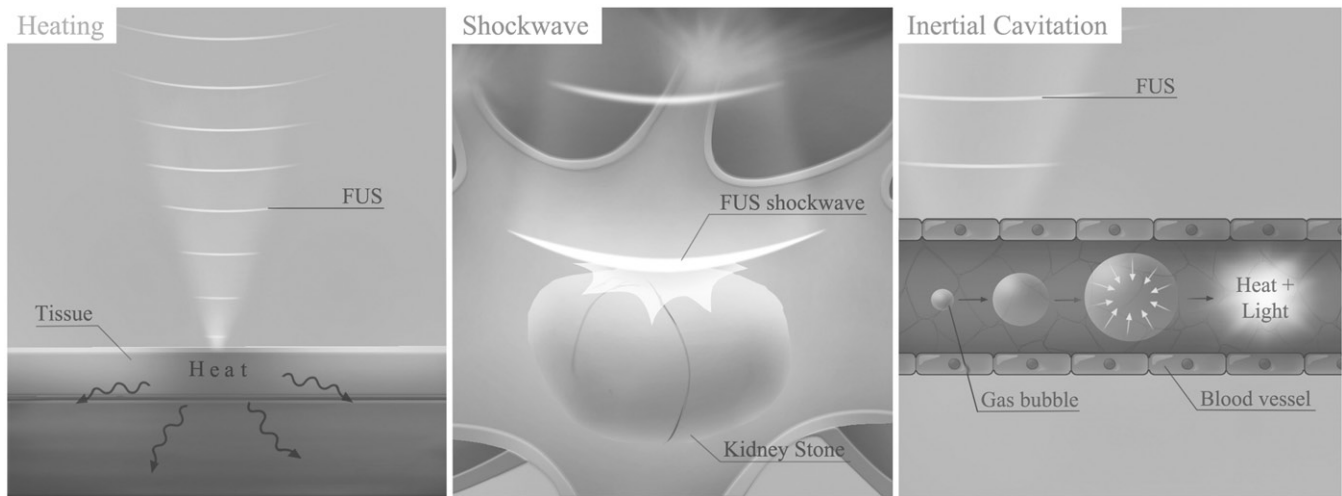 Heating
FUS
Tissue
Heat
Shockwave
FUS shockwave
Kidney Stone
Inertial Cavitation
FUS
Heat +
Light
Gas bubble
Blood vessel